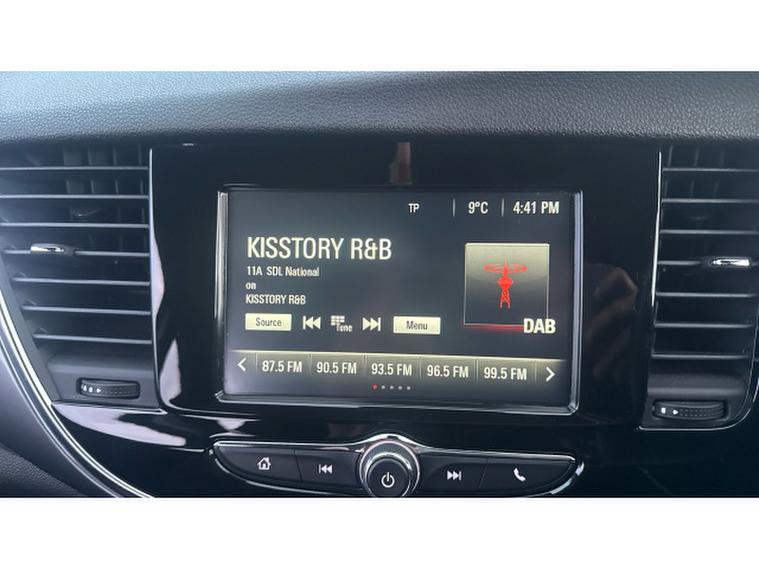 TP 9°C 4:41 PM
KISSTORY R&B
11A SDL National
on
KISSTORY R&B
Source Tune Menu
DAB
87.5 FM 90.5 FM 93.5 FM 96.5 FM 99.5 FM